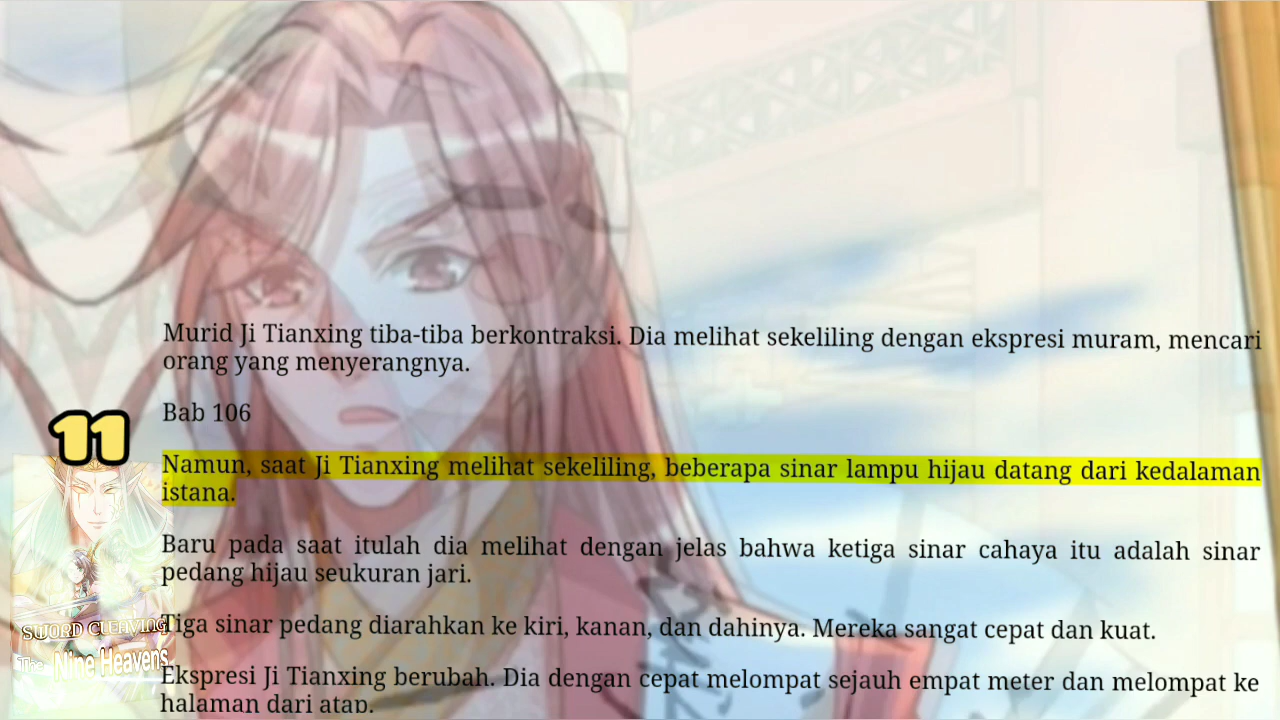 Murid Ji Tianxing tiba-tiba berkontraksi. Dia melihat sekeliling dengan ekspresi muram, mencari
orang yang menyerangnya.
Bab 106
11
Namun, saat Ji Tianxing melihat sekeliling, beberapa sinar lampu hijau datang dari kedalaman
istana.
Baru pada saat itulah dia melihat dengan jelas bahwa ketiga sinar cahaya itu adalah sinar
pedang hijau seukuran jari.
SWORD CLEAVING
The Nine Heavens
Tiga sinar pedang diarahkan ke kiri, kanan, dan dahinya. Mereka sangat cepat dan kuat.
Ekspresi Ji Tianxing berubah. Dia dengan cepat melompat sejauh empat meter dan melompat ke
halaman dari atap.